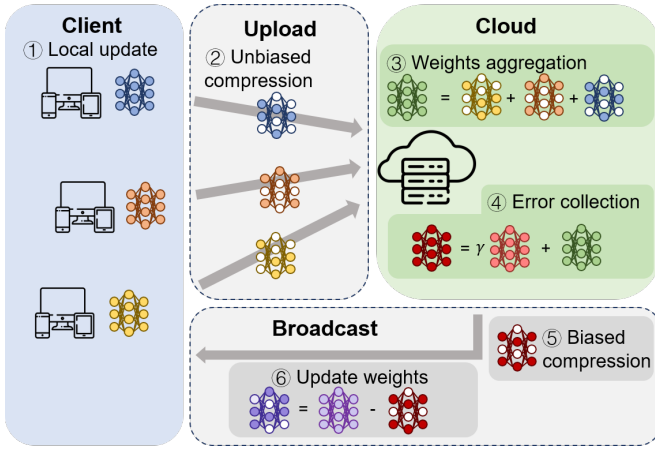 Client
① Local update
Upload
② Unbiased
compression
Cloud
③ Weights aggregation
= + +
④ Error collection
= γ +
Broadcast
⑤ Biased
compression
⑥ Update weights
= -